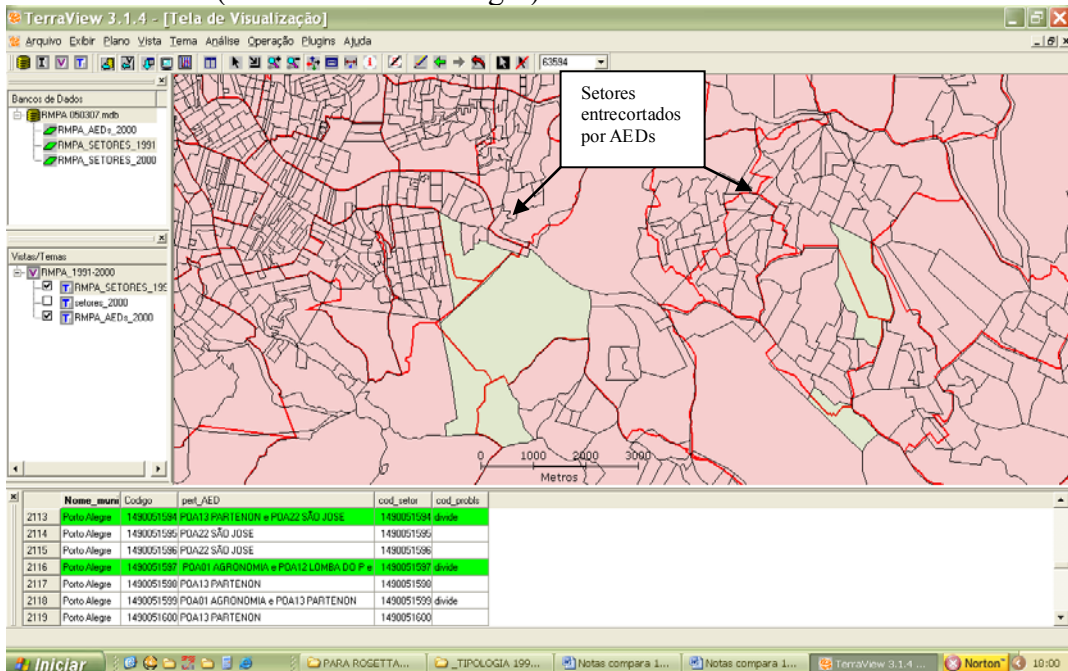 TerraView 3.1.4 - [Tela de Visualização]
Arquivo Exibir Plano Vista Tema Análise Operação Plugins Ajuda
63594
Bancos de Dados
RMPA 050307.mdb
RMPA_AEDs_2000
RMPA_SETORES_1991
RMPA_SETORES_2000
Vistas/Temas
RMPA_1991-2000
RMPA_SETORES_199
setores_2000
RMPA_AEDs_2000
Setores
entrecortados
por AEDs
0 1000 2000 3000
Metros
Nome_muni Codigo pert_AED cod_setor cod_probls
2113 Porto Alegre 1490051594 POA13 PARTENON e POA22 SÃO JOSE 1490051594 divide
2114 Porto Alegre 1490051595 POA22 SÃO JOSE 1490051595
2115 Porto Alegre 1490051596 POA22 SÃO JOSE 1490051596
2116 Porto Alegre 1490051597 POA01 AGRONOMIA e POA12 LOMBA DO P e 1490051597 divide
2117 Porto Alegre 1490051598 POA13 PARTENON 1490051598
2118 Porto Alegre 1490051599 POA01 AGRONOMIA e POA13 PARTENON 1490051599 divide
2119 Porto Alegre 1490051600 POA13 PARTENON 1490051600
Iniciar PARA ROSETTA... _TIPOLOGIA 199... Notas compara 1... Notas compara 1... TerraView 3.1.4 ... Norton 18:00